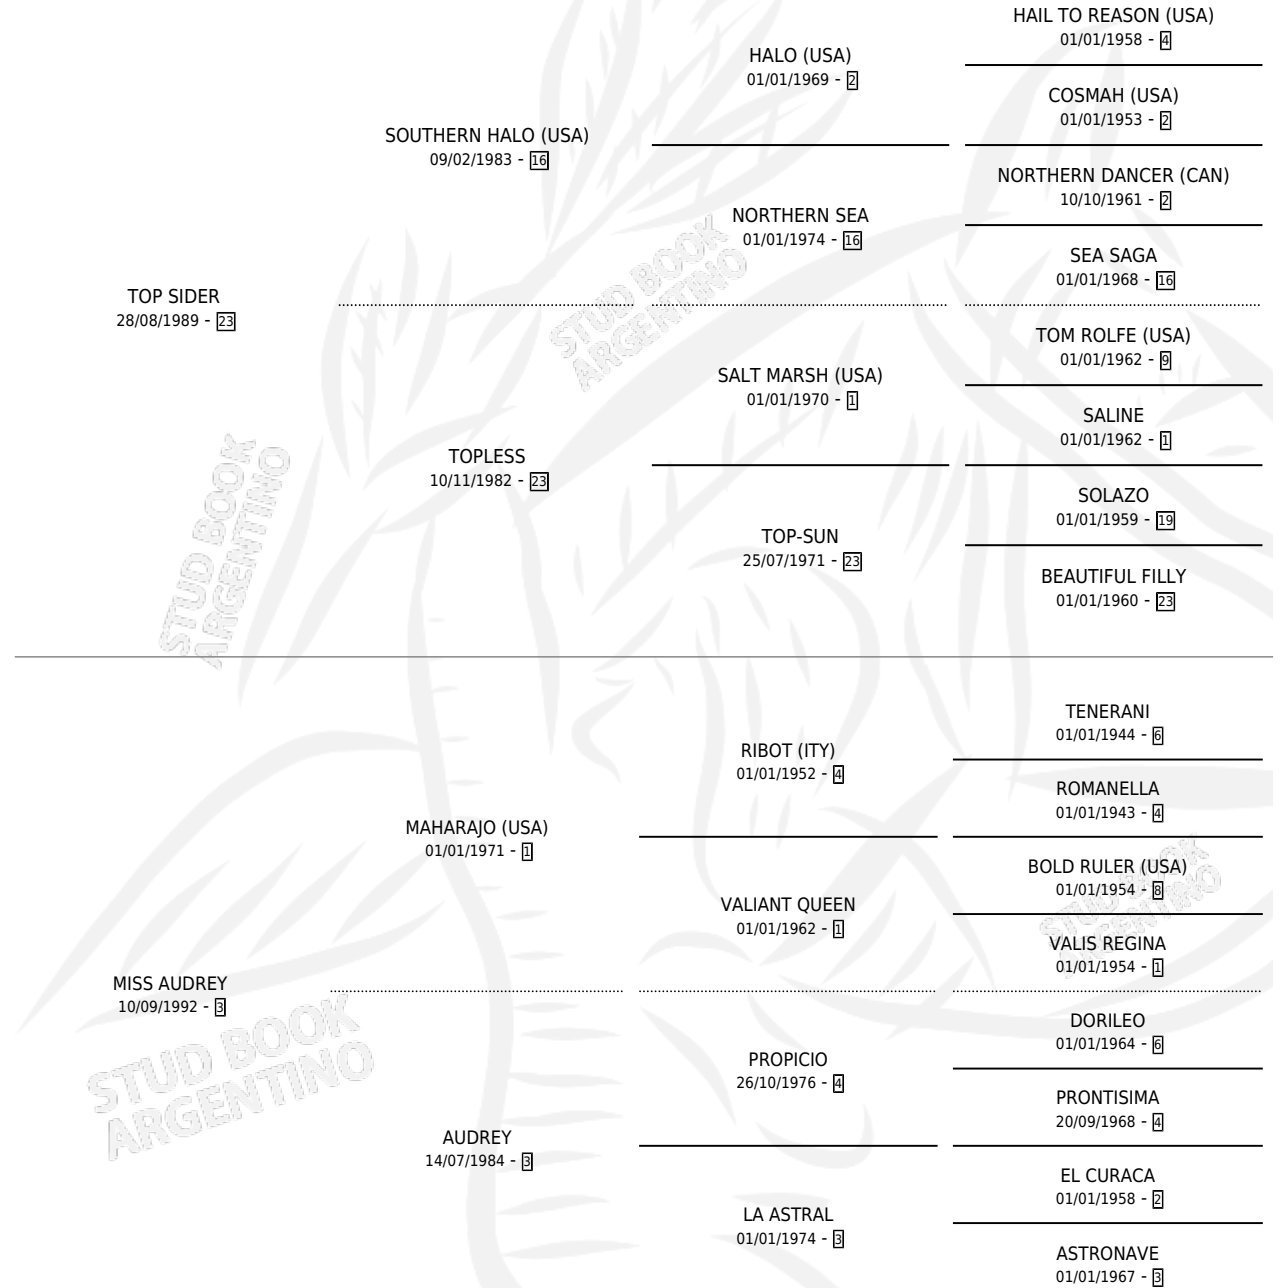 HAIL TO REASON (USA)
01/01/1958 - 4
HALO (USA)
01/01/1969 - 2
COSMAH (USA)
01/01/1953 - 2
SOUTHERN HALO (USA)
09/02/1983 - 16
NORTHERN DANCER (CAN)
10/10/1961 - 2
NORTHERN SEA
01/01/1974 - 16
SEA SAGA
01/01/1968 - 16
TOP SIDER
28/08/1989 - 23
STUD BOOK
ARGENTINO
TOM ROLFE (USA)
01/01/1962 - 9
SALT MARSH (USA)
01/01/1970 - 1
SALINE
01/01/1962 - 1
TOPLESS
10/11/1982 - 23
STUD BOOK
ARGENTINO
SOLAZO
01/01/1959 - 19
TOP-SUN
25/07/1971 - 23
BEAUTIFUL FILLY
01/01/1960 - 23
TENERANI
01/01/1944 - 6
RIBOT (ITY)
01/01/1952 - 4
ROMANELLA
01/01/1943 - 4
MAHARAJO (USA)
01/01/1971 - 1
BOLD RULER (USA)
01/01/1954 - 8
VALIANT QUEEN
01/01/1962 - 1
STUD BOOK
ARGENTINO
VALIS REGINA
01/01/1954 - 1
MISS AUDREY
10/09/1992 - 3
STUD BOOK
ARGENTINO
DORILEO
01/01/1964 - 6
PROPICIO
26/10/1976 - 4
PRONTISIMA
20/09/1968 - 4
AUDREY
14/07/1984 - 3
EL CURACA
01/01/1958 - 2
LA ASTRAL
01/01/1974 - 3
ASTRONAVE
01/01/1967 - 3